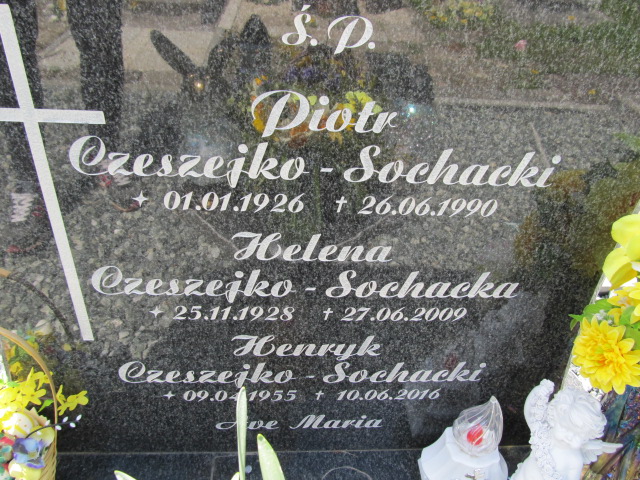 Ś. P.
Piotr
Czeszejko - Sochacki
✦ 01.01.1926 † 26.06.1990
Helena
Czeszejko - Sochacka
✦ 25.11.1928 † 27.06.2009
Henryk
Czeszejko - Sochacki
✦ 09.04.1955 † 10.06.2016
Ave Maria